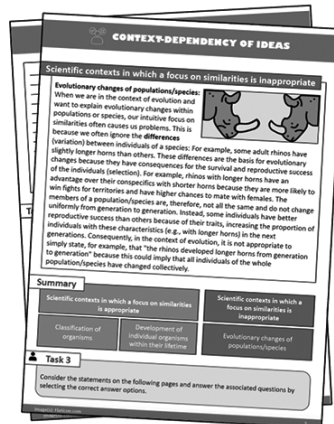 CONTEXT-DEPENDENCY OF IDEAS
Scientific contexts in which a focus on similarities is inappropriate
Evolutionary changes of populations/species:
When we are in the context of evolution and
want to explain evolutionary changes within
populations or species, our intuitive focus on
similarities often causes us problems. This is
because we often ignore the differences
(variation) between individuals of a species: For example, some adult rhinos have
slightly longer horns than others. These differences are the basis for evolutionary
changes because they have consequences for the survival and reproductive success
of the individuals (selection). For example, rhinos with longer horns have an
advantage over their conspecifics with shorter horns because they are more likely to
win fights for territories and have higher chances to mate with females. The
members of a population/species are, therefore, not all the same and do not change
uniformly from generation to generation. Instead, some individuals have better
reproductive success than others because of their traits, increasing the proportion of
individuals with these characteristics (e.g., with longer horns) in the next
generations. Consequently, in the context of evolution, it is not appropriate to
simply state, for example, that "the rhinos developed longer horns from generation
to generation" because this could imply that all individuals of the whole
population/species have changed collectively.
Summary
Scientific contexts in which a focus on similarities
is appropriate
Scientific contexts in which
a focus on similarities is
inappropriate
Classification of
organisms
Development of
individual organisms
within their lifetime
Evolutionary changes of
populations/species
Task 3
Consider the statements on the following pages and answer the associated questions by
selecting the correct answer options.